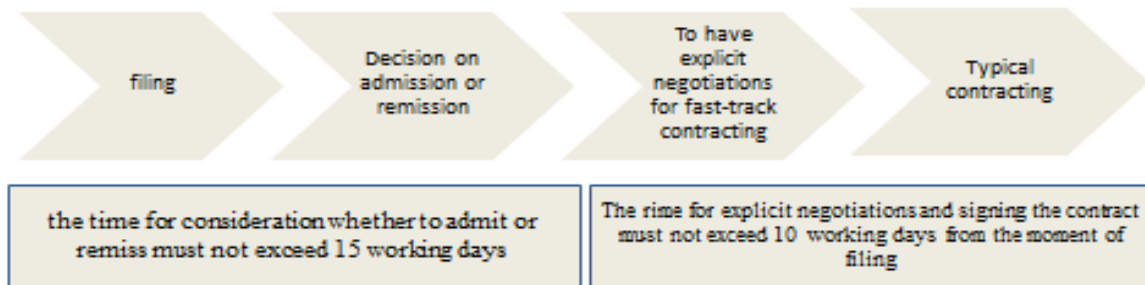 filing
Decision on
admission or
remission
To have
explicit
negotiations
for fast-track
contracting
Typical
contracting
the time for consideration whether to admit or
remiss must not exceed 15 working days
The rime for explicit negotiations and signing the contract
must not exceed 10 working days from the moment of
filing